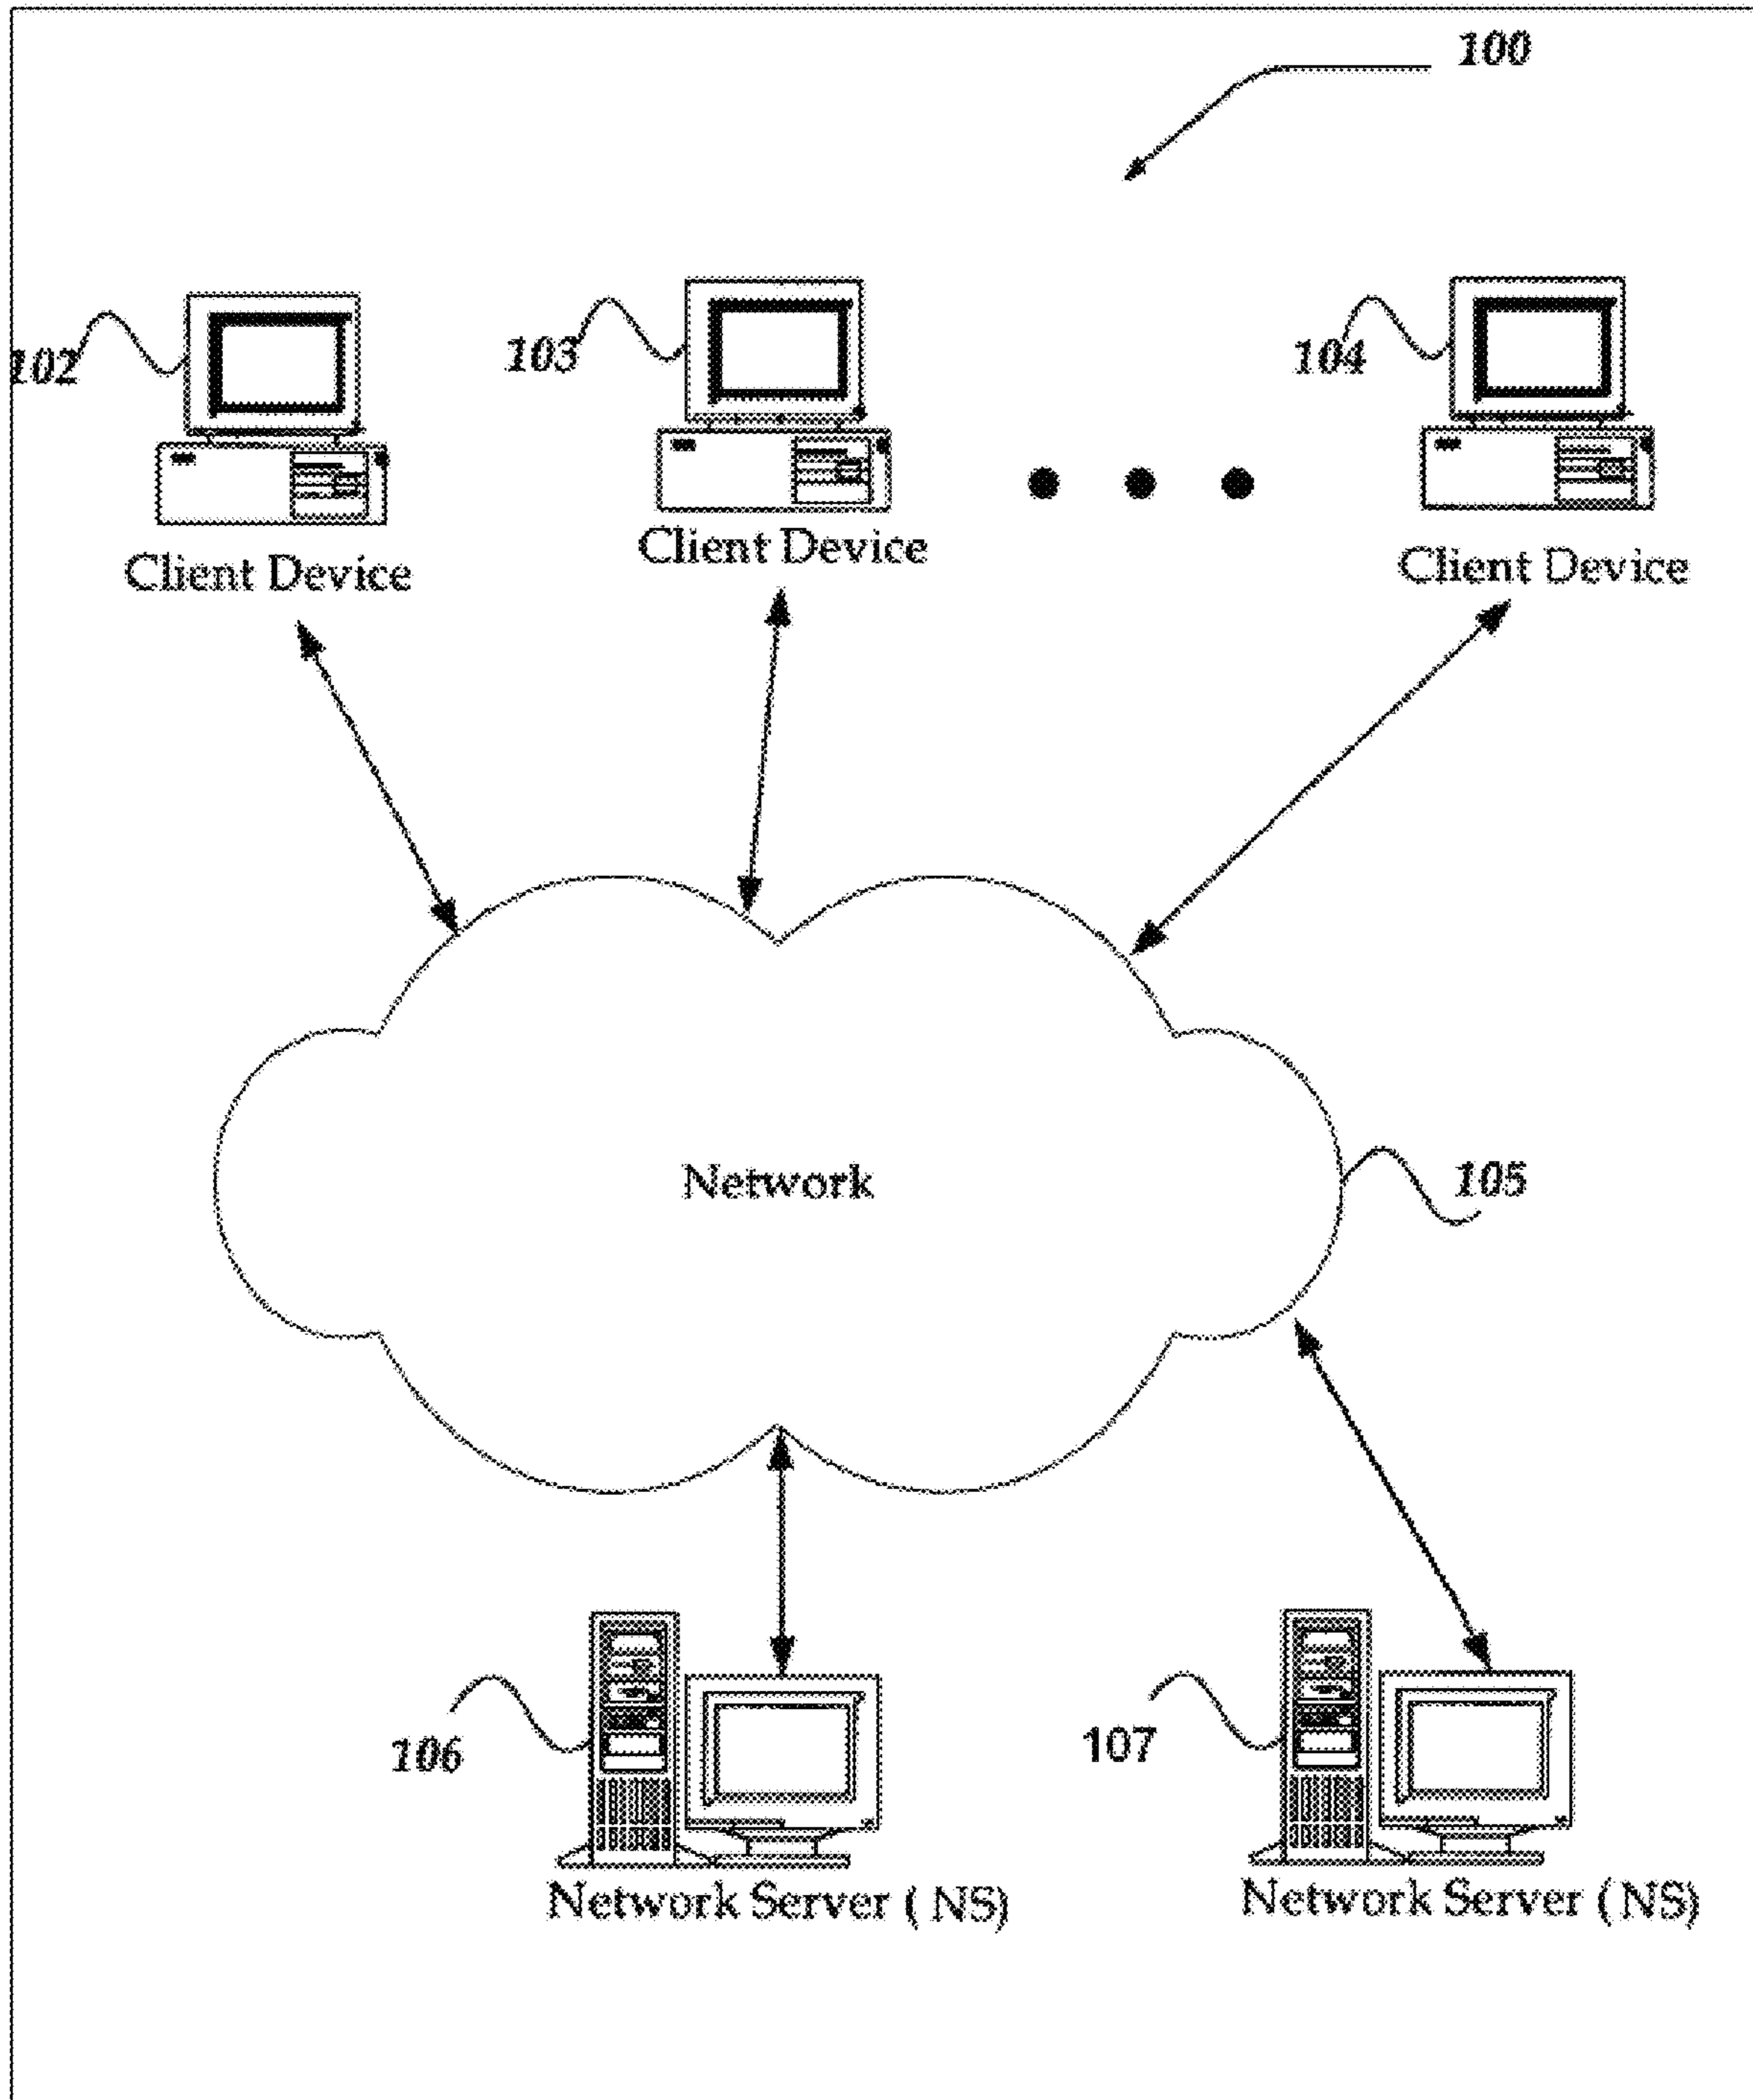 100
102
103
104
Client Device
Client Device
Client Device
Network
105
106
107
Network Server ( NS)
Network Server ( NS)